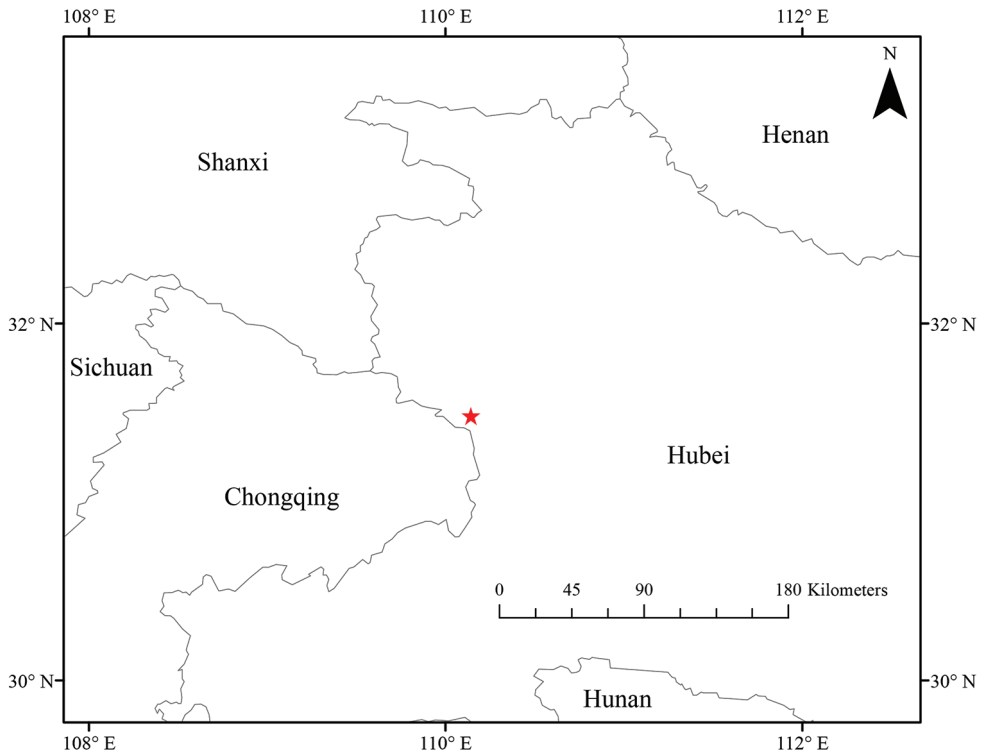 108° E 110° E 112° E
N
Henan
Shanxi
32° N 32° N
Sichuan
Hubei
Chongqing
0 45 90 180 Kilometers
30° N 30° N
Hunan
108° E 110° E 112° E